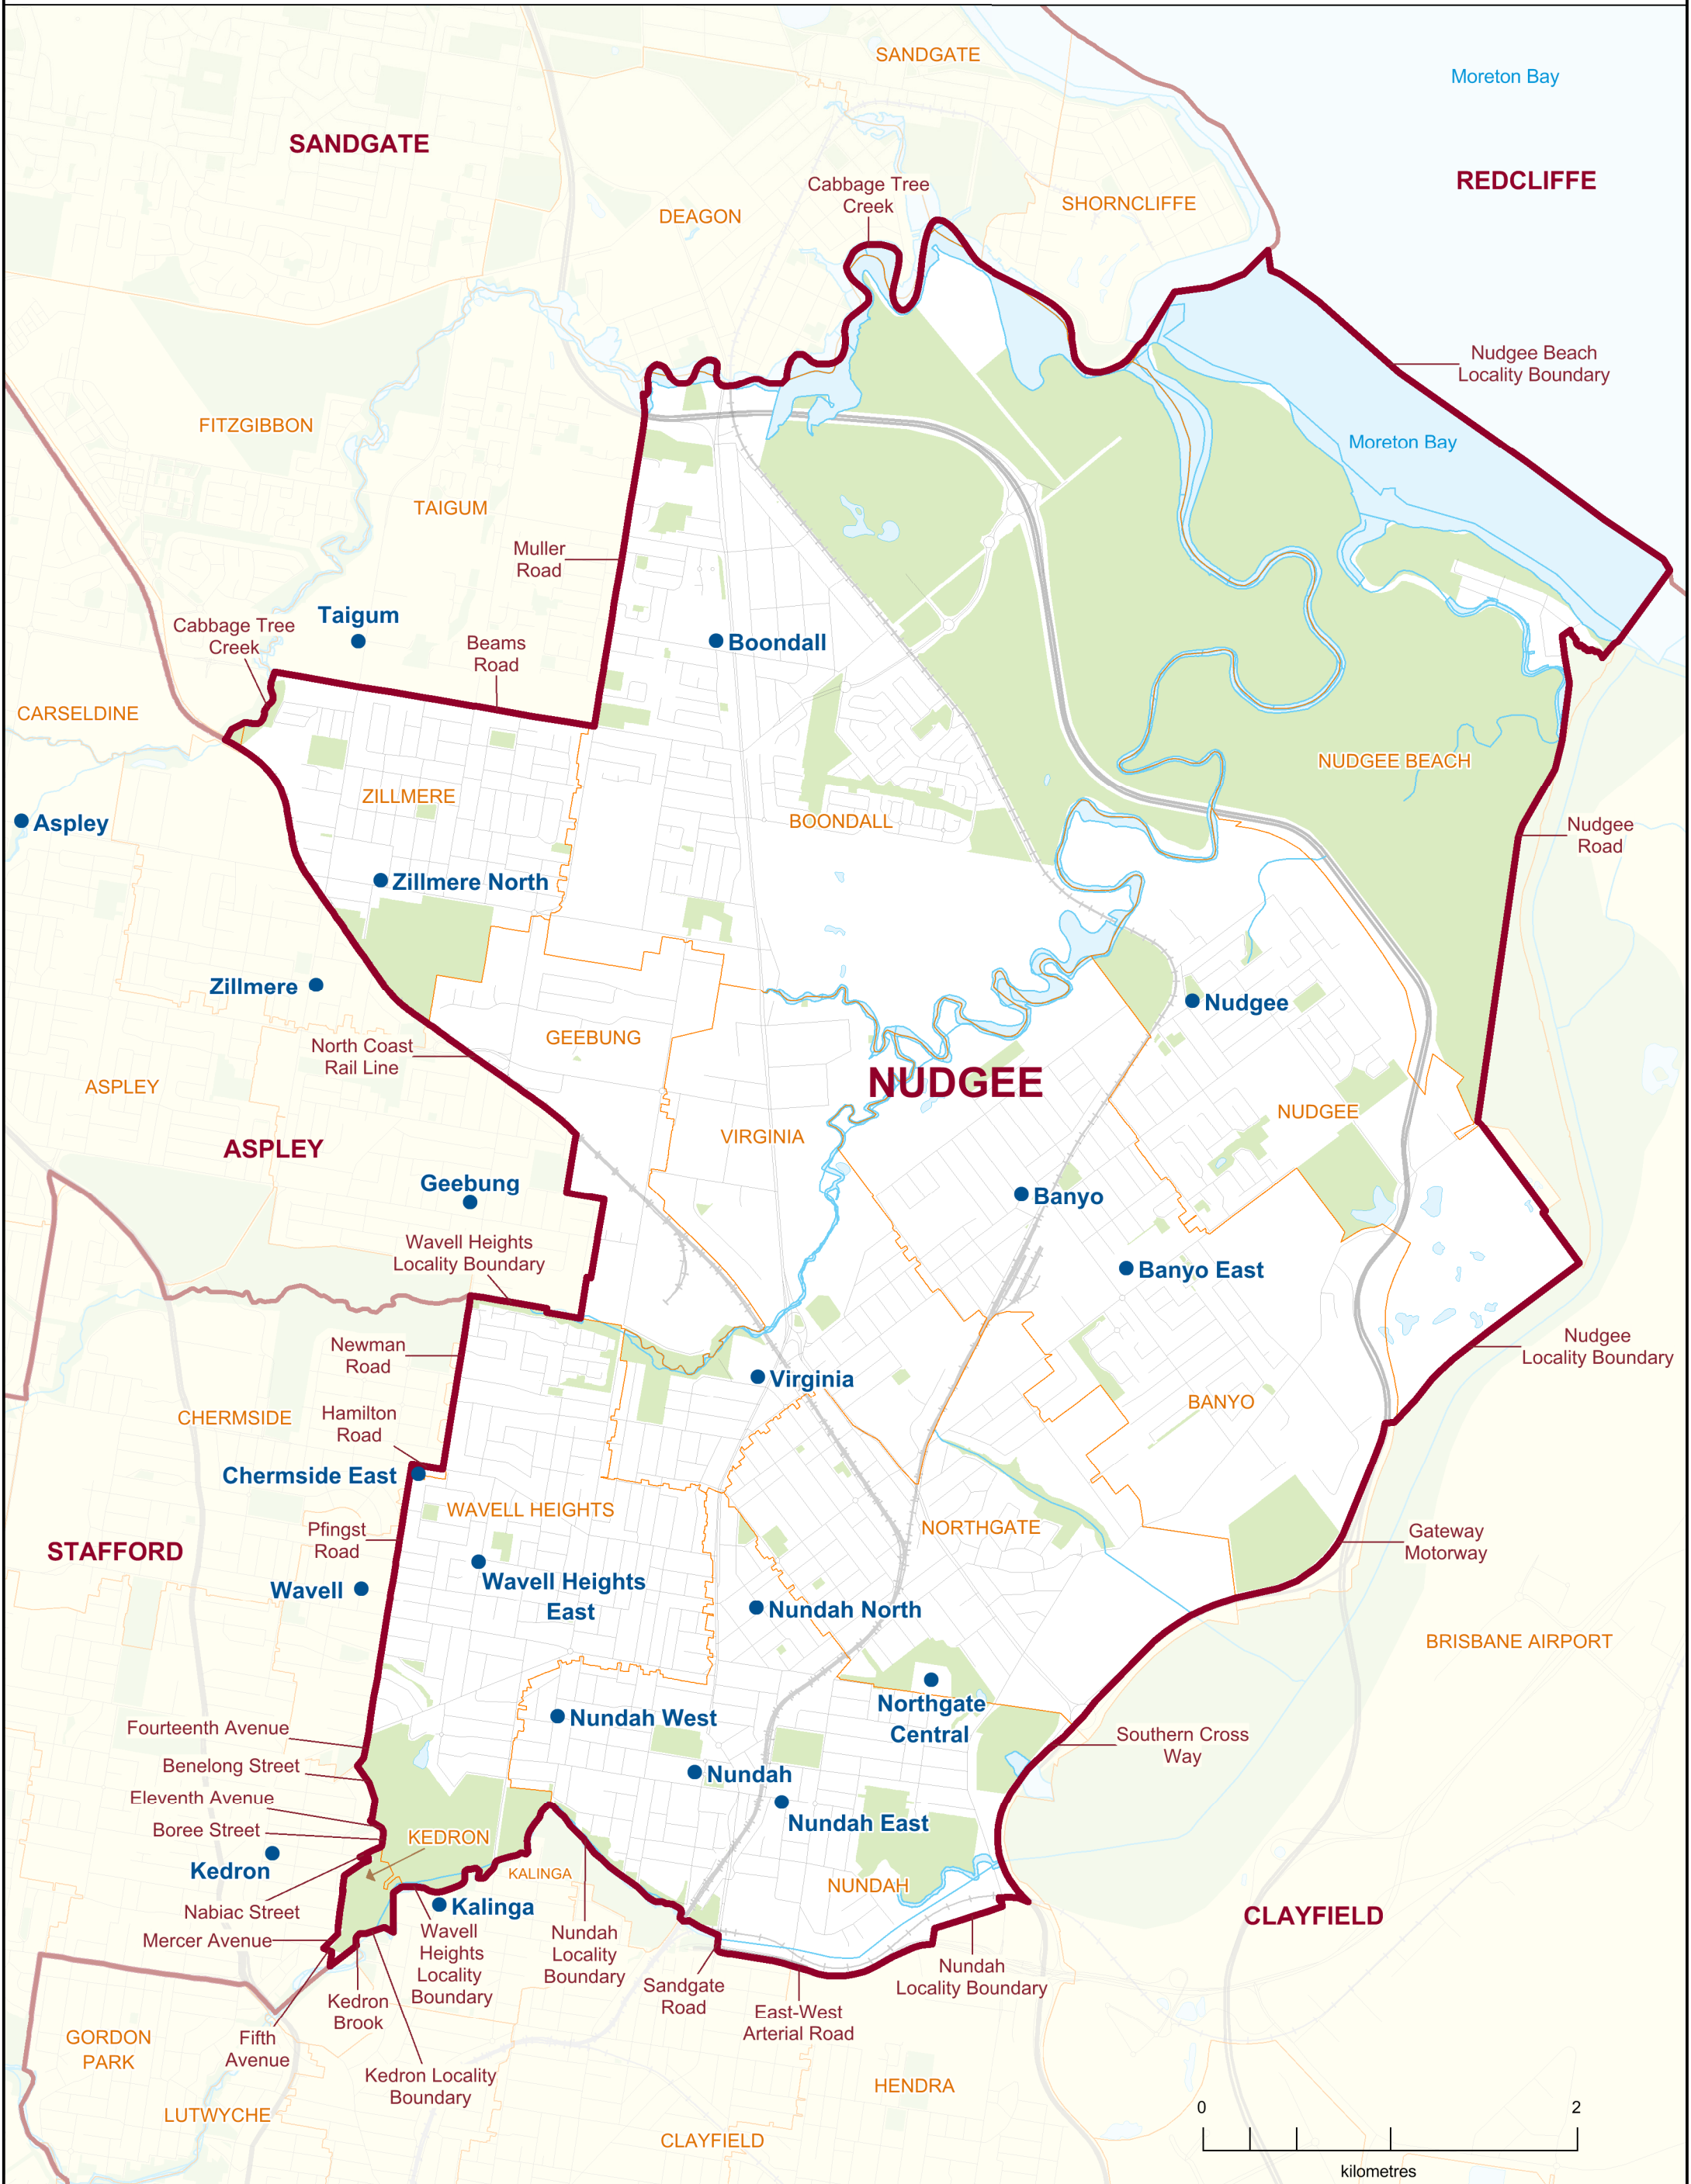 SANDGATE
Moreton Bay
SANDGATE
REDCLIFFE
Cabbage Tree
Creek
SHORNCLIFFE
DEAGON
Nudgee Beach
Locality Boundary
FITZGIBBON
Moreton Bay
TAIGUM
Muller
Road
Taigum
Cabbage Tree
Creek
Beams
Road
Boondall
CARSELDINE
NUDGEE BEACH
ZILLMERE
BOONDALL
Aspley
Nudgee
Road
Zillmere North
Zillmere
Nudgee
GEEBUNG
North Coast
Rail Line
NUDGEE
ASPLEY
NUDGEE
VIRGINIA
ASPLEY
Geebung
Banyo
Wavell Heights
Locality Boundary
Banyo East
Newman
Road
Nudgee
Locality Boundary
Virginia
BANYO
CHERMSIDE
Hamilton
Road
Chermside East
WAVELL HEIGHTS
NORTHGATE
Pfingst
Road
Gateway
Motorway
STAFFORD
Wavell
Wavell Heights
East
Nundah North
BRISBANE AIRPORT
Northgate
Central
Nundah West
Fourteenth Avenue
Southern Cross
Way
Benelong Street
Nundah
Eleventh Avenue
Nundah East
Boree Street
KEDRON
Kedron
KALINGA
NUNDAH
Kalinga
Nabiac Street
CLAYFIELD
Mercer Avenue
Wavell
Heights
Locality
Boundary
Nundah
Locality
Boundary
Nundah
Locality Boundary
Sandgate
Road
Kedron
Brook
East-West
Arterial Road
GORDON
PARK
Fifth
Avenue
Kedron Locality
Boundary
HENDRA
LUTWYCHE
CLAYFIELD
0 2
kilometres